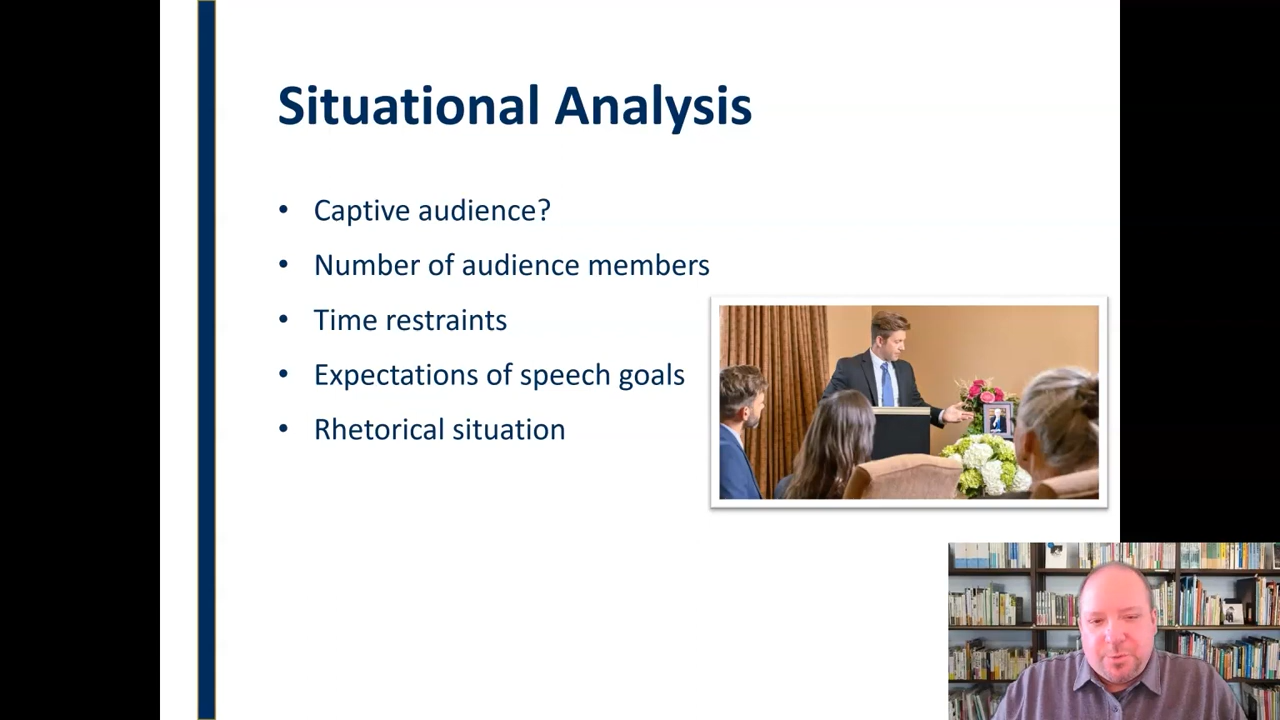 Situational Analysis
• Captive audience?
• Number of audience members
• Time restraints
• Expectations of speech goals
• Rhetorical situation